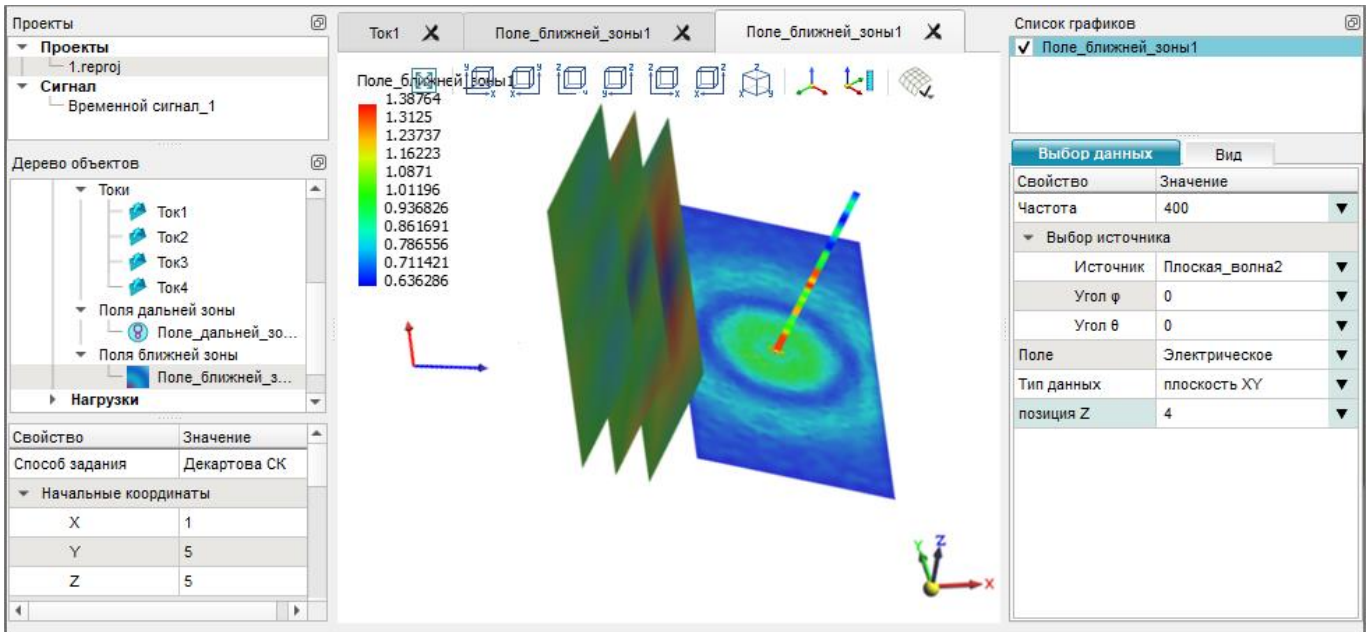 Проекты
Проекты
1.reproj
Сигнал
Временной сигнал_1
Дерево объектов
Токи
Ток1
Ток2
Ток3
Ток4
Поля дальней зоны
Поле_дальней_зо...
Поля ближней зоны
Поле_ближней_з...
Нагрузки
Свойство Значение
Способ задания Декартова СК
Начальные координаты
X 1
Y 5
Z 5
Ток1 Поле_ближней_зоны1 Поле_ближней_зоны1
Поле_ближней_зоны1
1.38764
1.3125
1.23737
1.16223
1.0871
1.01196
0.936826
0.861691
0.786556
0.711421
0.636286
Y Z
X
Список графиков
Поле_ближней_зоны1
Выбор данных Вид
Свойство Значение
Частота 400
Выбор источника
Источник Плоская_волна2
Угол φ 0
Угол θ 0
Поле Электрическое
Тип данных плоскость XY
позиция Z 4